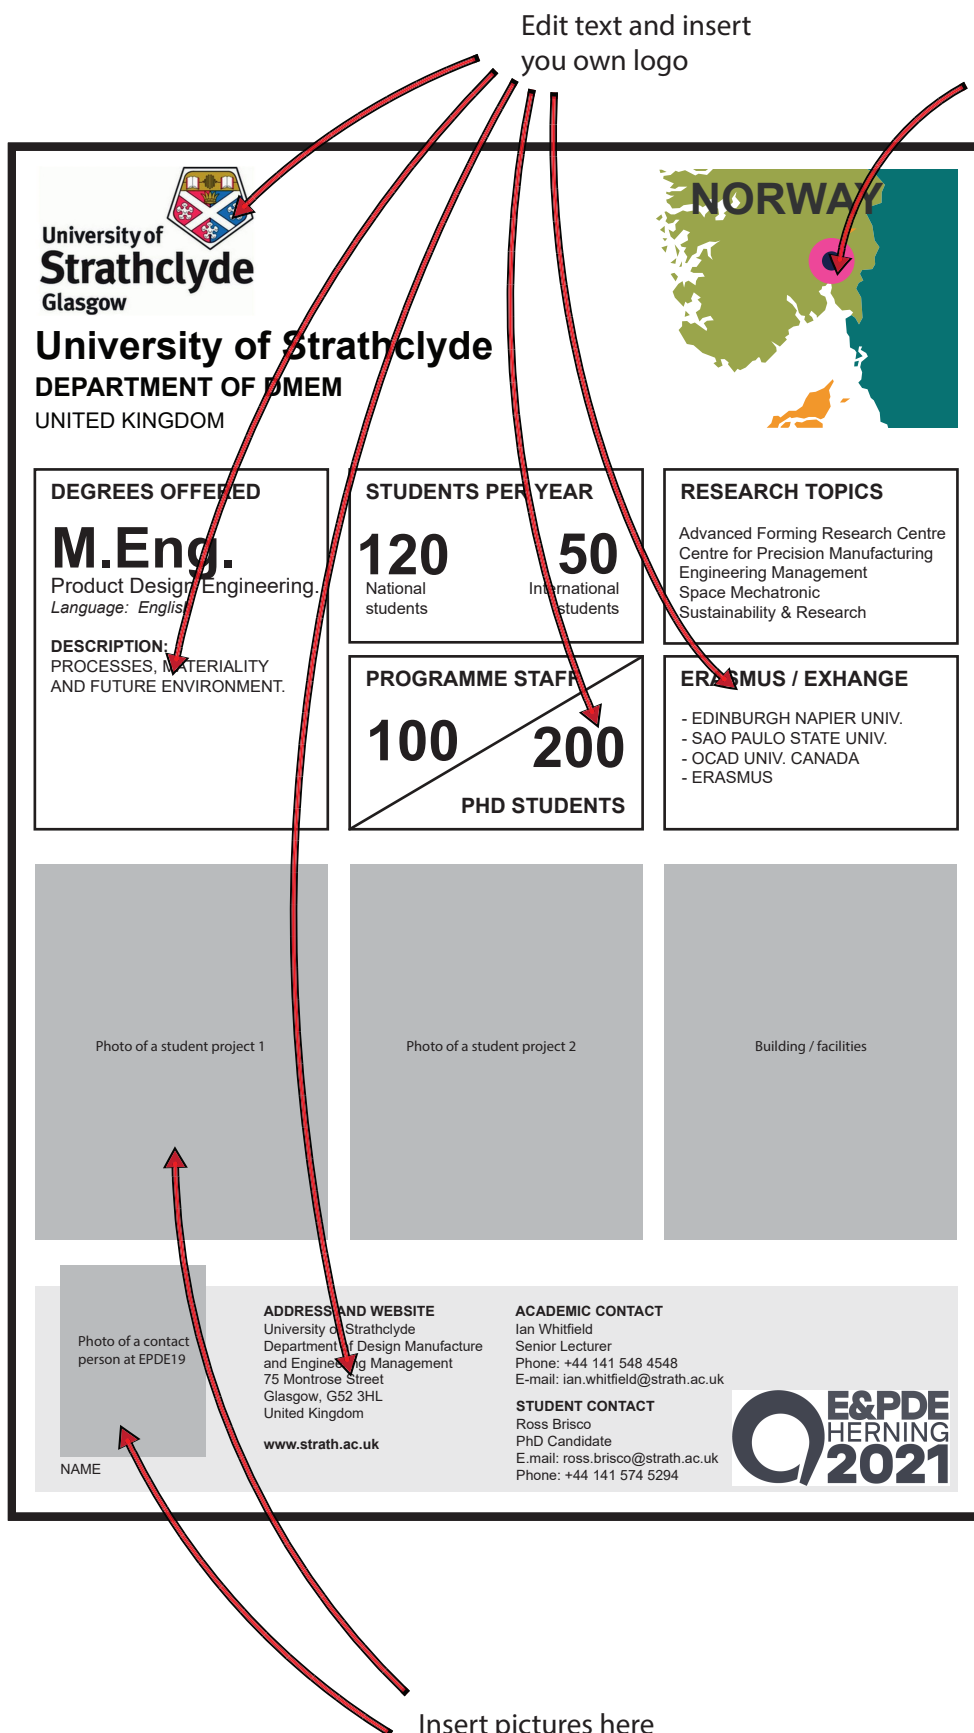 Edit text and insert
you own logo
University of
Strathclyde
Glasgow
NORWAY
University of Strathclyde
DEPARTMENT OF DMEM
UNITED KINGDOM
DEGREES OFFERED
M.Eng.
Product Design Engineering.
Language: English
DESCRIPTION:
PROCESSES, MATERIALITY
AND FUTURE ENVIRONMENT.
STUDENTS PER YEAR
120
National
students
50
International
students
RESEARCH TOPICS
Advanced Forming Research Centre
Centre for Precision Manufacturing
Engineering Management
Space Mechatronic
Sustainability & Research
PROGRAMME STAFF
100
200
PHD STUDENTS
ERASMUS / EXHANGE
- EDINBURGH NAPIER UNIV.
- SAO PAULO STATE UNIV.
- OCAD UNIV. CANADA
- ERASMUS
Photo of a student project 1
Photo of a student project 2
Building / facilities
Photo of a contact
person at EPDE19
NAME
ADDRESS AND WEBSITE
University of Strathclyde
Department of Design Manufacture
and Engineering Management
75 Montrose Street
Glasgow, G52 3HL
United Kingdom
www.strath.ac.uk
ACADEMIC CONTACT
Ian Whitfield
Senior Lecturer
Phone: +44 141 548 4548
E-mail: ian.whitfield@strath.ac.uk
STUDENT CONTACT
Ross Brisco
PhD Candidate
E.mail: ross.brisco@strath.ac.uk
Phone: +44 141 574 5294
E&PDE
HERNING
2021
Insert pictures here